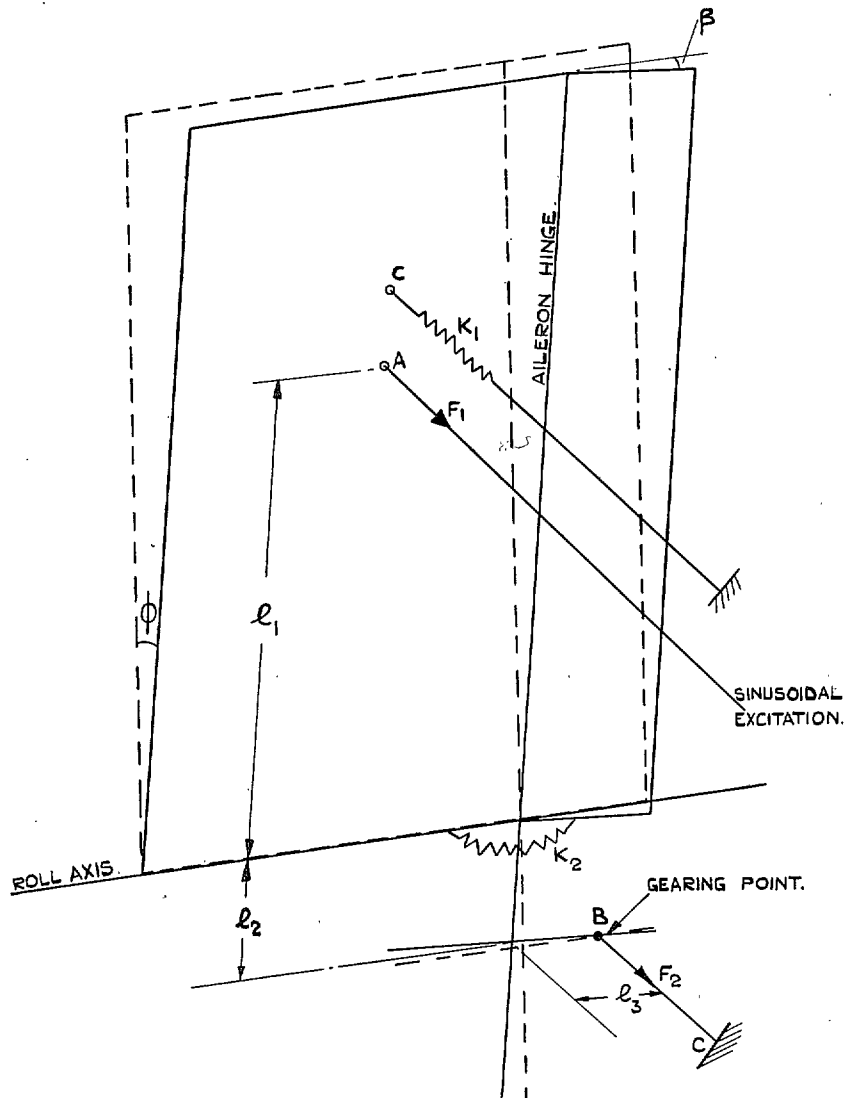 β
C
K₁
A
F₁
AILERON HINGE.
ϕ
ℓ₁
SINUSOIDAL
EXCITATION.
ROLL AXIS.
K₂
ℓ₂
GEARING POINT.
B
F₂
ℓ₃
C